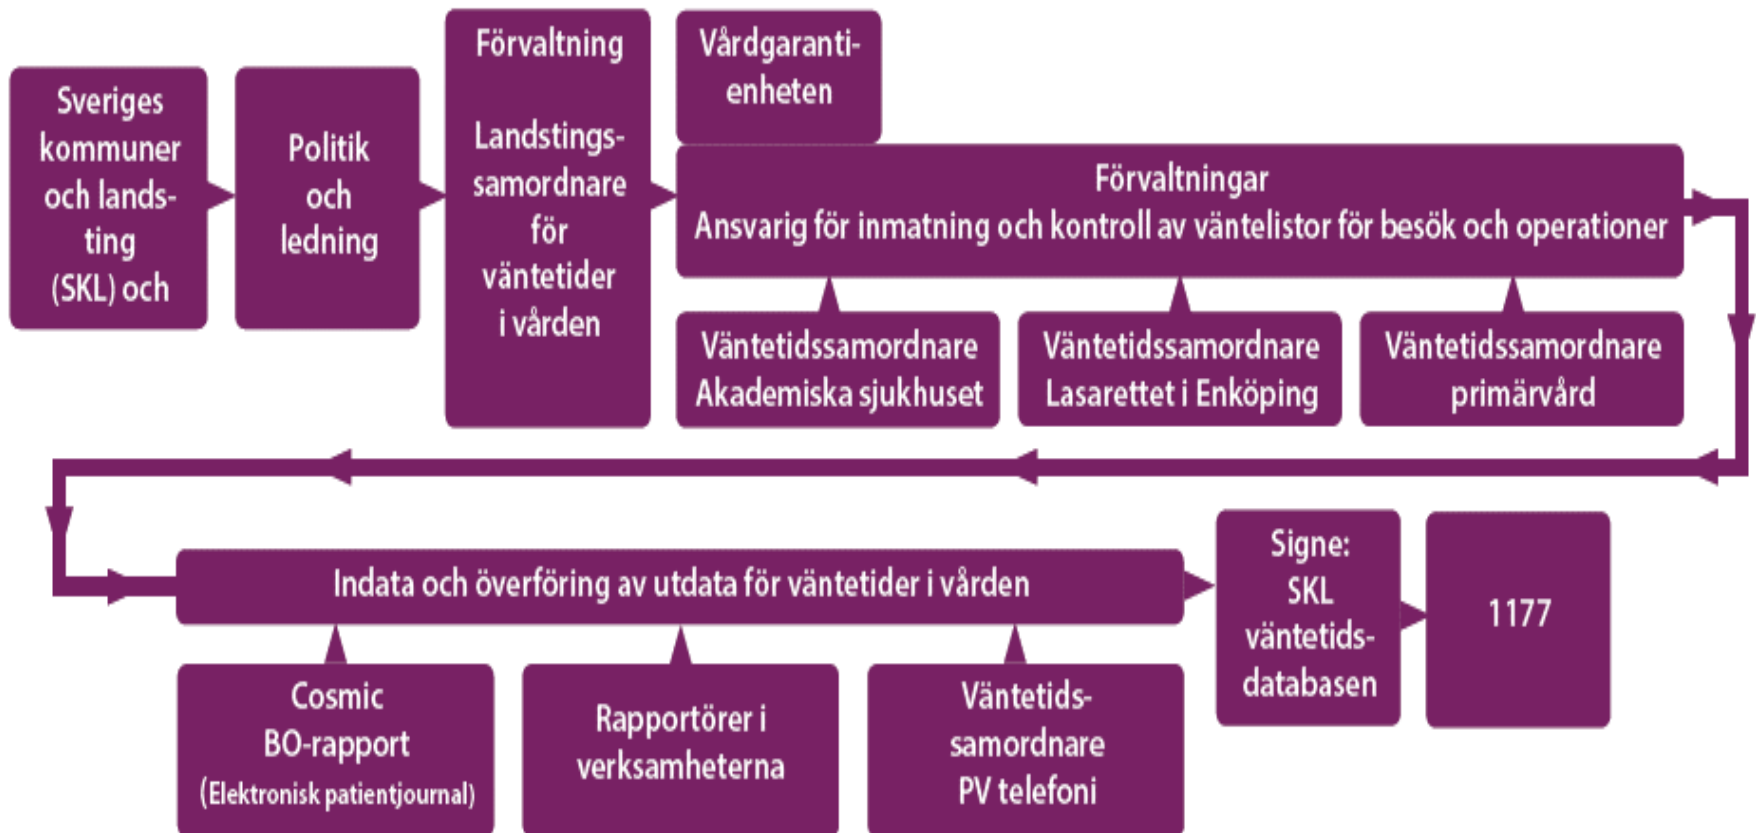 Sveriges
kommuner
och lands-
ting
(SKL) och
Politik
och
ledning
Förvaltning
Landstings-
samordnare
för
väntetider
i vården
Vårdgaranti-
enheten
Förvaltningar
Ansvarig för inmatning och kontroll av väntelistor för besök och operationer
Väntetidssamordnare
Akademiska sjukhuset
Väntetidssamordnare
Lasarettet i Enköping
Väntetidssamordnare
primärvård
Indata och överföring av utdata för väntetider i vården
Cosmic
BO-rapport
(Elektronisk patientjournal)
Rapportörer i
verksamheterna
Väntetids-
samordnare
PV telefoni
Signe:
SKL
väntetids-
databasen
1177